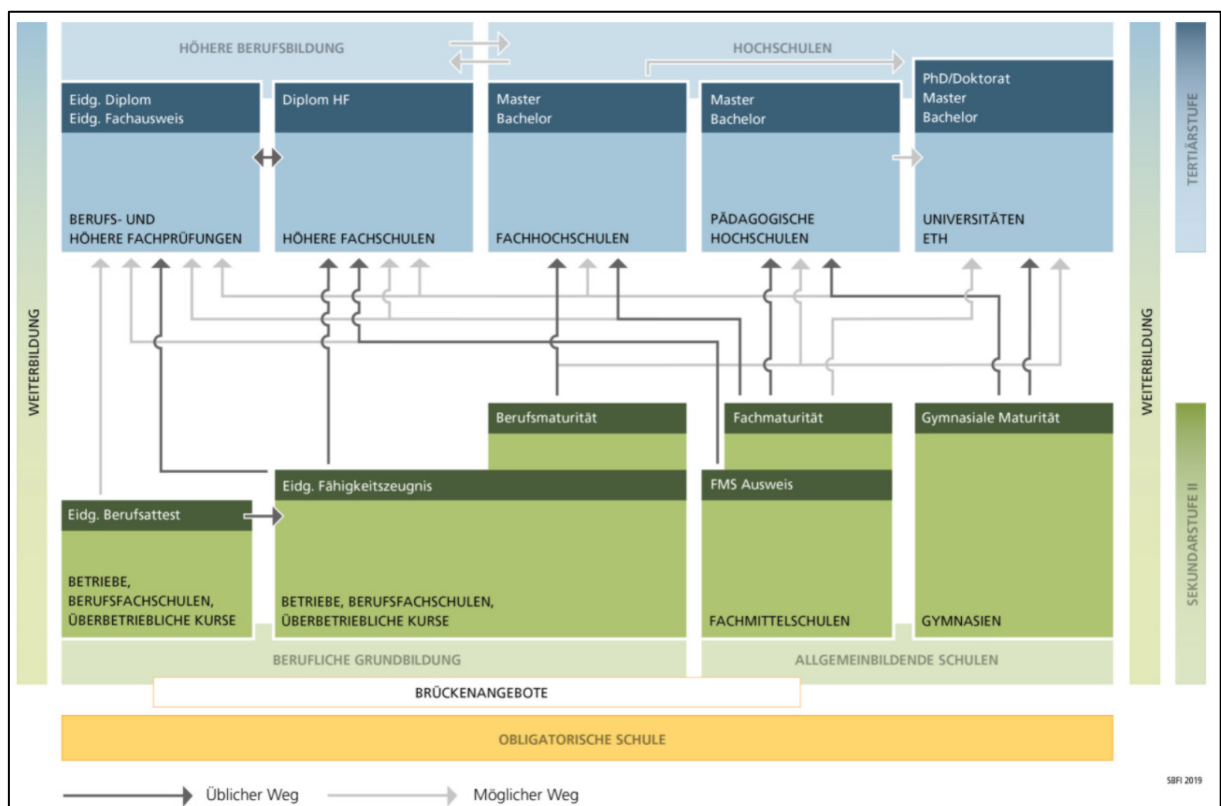 HÖHERE BERUFSBILDUNG
HOCHSCHULEN
Eidg. Diplom
Eidg. Fachausweis
Diplom HF
Master
Bachelor
Master
Bachelor
PhD/Doktorat
Master
Bachelor
BERUFS- UND
HÖHERE FACHPRÜFUNGEN
HÖHERE FACHSCHULEN
FACHHOCHSCHULEN
PÄDAGOGISCHE
HOCHSCHULEN
UNIVERSITÄTEN
ETH
TERTIÄRSTUFE
WEITERBILDUNG
WEITERBILDUNG
Berufsmaturität
Fachmaturität
Gymnasiale Maturität
Eidg. Fähigkeitszeugnis
FMS Ausweis
Eidg. Berufsattest
BETRIEBE,
BERUFSFACHSCHULEN,
ÜBERBETRIEBLICHE KURSE
BETRIEBE, BERUFSFACHSCHULEN,
ÜBERBETRIEBLICHE KURSE
FACHMITTELSCHULEN
GYMNASIEN
SEKUNDARSTUFE II
BERUFLICHE GRUNDBILDUNG
ALLGEMEINBILDENDE SCHULEN
BRÜCKENANGEBOTE
OBLIGATORISCHE SCHULE
SBFI 2019
Üblicher Weg
Möglicher Weg